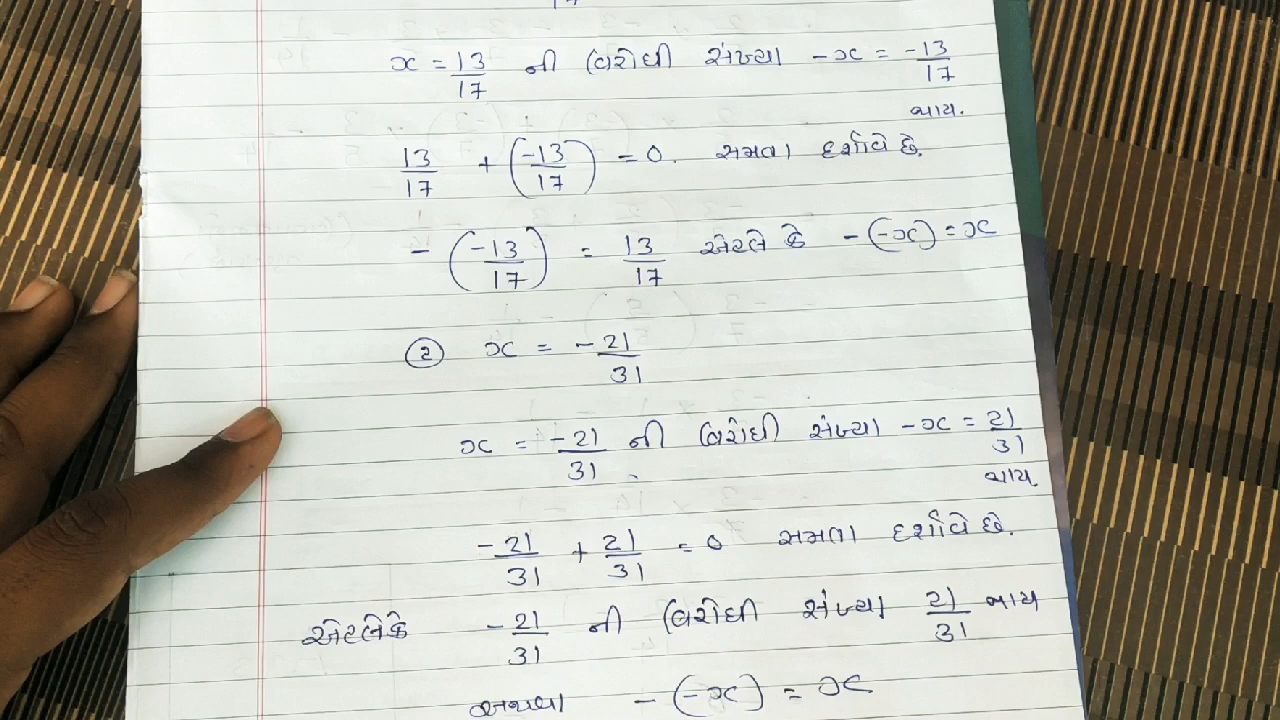 x = 13/17 ની વિરોધી સંખ્યા -x = -13/17
થાય.
13/17 + (-13/17) = 0. સમતા દર્શાવે છે.
- (-13/17) = 13/17 એટલે કે - (-x) = x
② x = -21/31
x = -21/31 ની વિરોધી સંખ્યા -x = 21/31
થાય.
-21/31 + 21/31 = 0 સમતા દર્શાવે છે.
એટલેકે -21/31 ની વિરોધી સંખ્યા 21/31 થાય
અથવા - (-x) = x